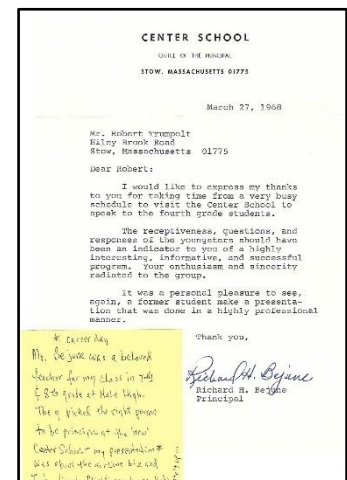 CENTER SCHOOL
OFFICE OF THE PRINCIPAL
STOW, MASSACHUSETTS 01775
March 27, 1968
Mr. Robert Trumpolt
Hiley Brook Road
Stow, Massachusetts 01775
Dear Robert:
I would like to express my thanks
to you for taking time from a very busy
schedule to visit the Center School to
speak to the fourth grade students.
The receptiveness, questions, and
responses of the youngsters should have
been an indicator to you of a highly
interesting, informative, and successful
program. Your enthusiasm and sincerity
radiated to the group.
It was a personal pleasure to see,
again, a former student make a presenta-
tion that was done in a highly professional
manner.
Thank you,
Richard H. Bejune
Richard H. Bejune
Principal
* Career Day
Mr. Bejune was a beloved
teacher for my class in 7th
& 8th grade at Hale High.
They picked the right person
to be principal at the 'new'
Center School - my presentation *
was about the airline biz and